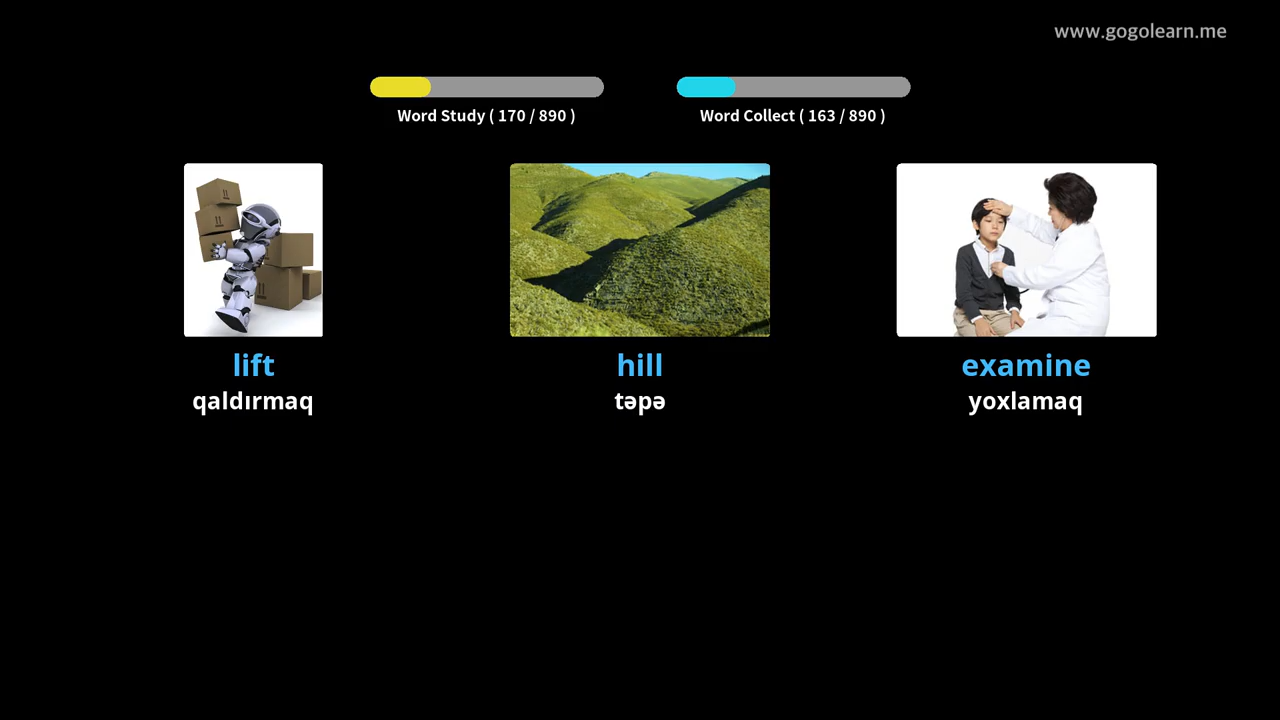 www.gogolearn.me
Word Study ( 170 / 890 )
Word Collect ( 163 / 890 )
lift
qaldırmaq
hill
təpə
examine
yoxlamaq